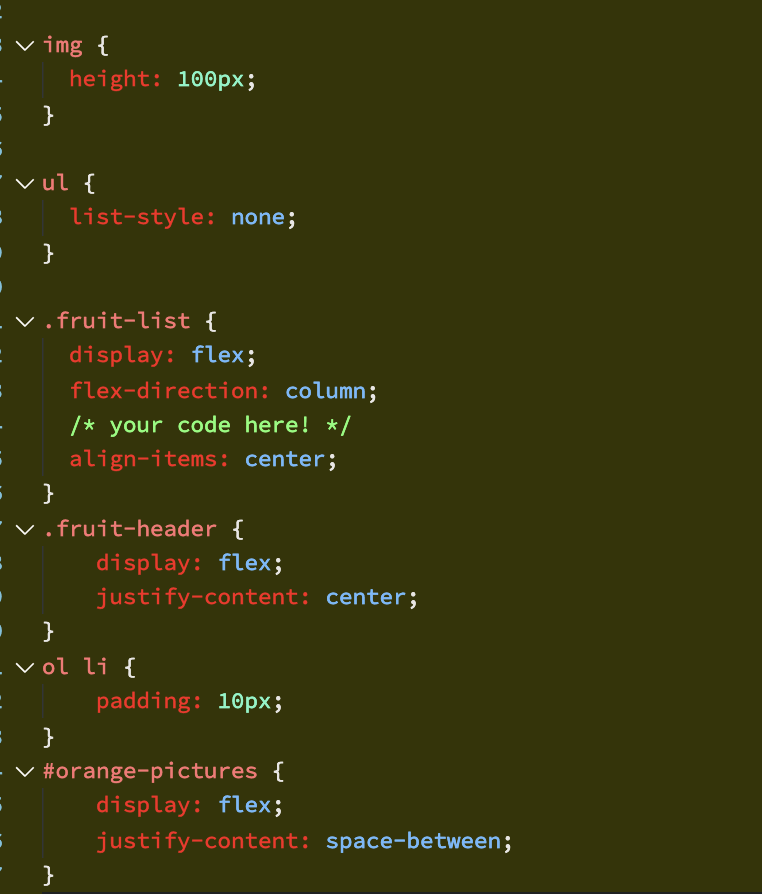 img {
height: 100px;
}
ul {
list-style: none;
}
.fruit-list {
display: flex;
flex-direction: column;
/* your code here! */
align-items: center;
}
.fruit-header {
display: flex;
justify-content: center;
}
ol li {
padding: 10px;
}
#orange-pictures {
display: flex;
justify-content: space-between;
}